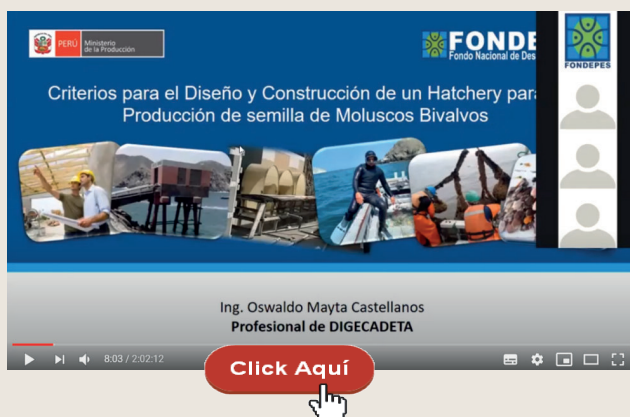 PERÚ
Ministerio
de la Producción
FONDE
Fondo Nacional de Des
FONDEPES
Criterios para el Diseño y Construcción de un Hatchery par
Producción de semilla de Moluscos Bivalvos
Ing. Oswaldo Mayta Castellanos
Profesional de DIGECADETA
8:03 / 2:02:12
Click Aquí